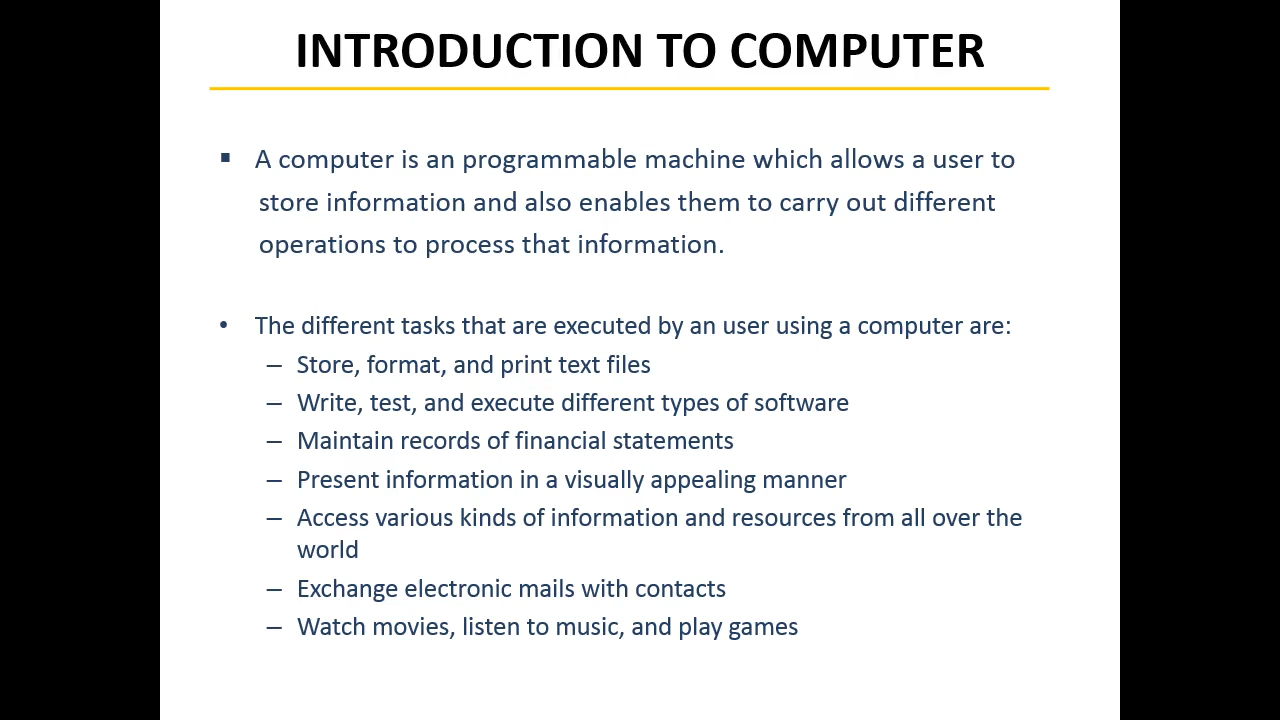 INTRODUCTION TO COMPUTER
▪ A computer is an programmable machine which allows a user to
store information and also enables them to carry out different
operations to process that information.
• The different tasks that are executed by an user using a computer are:
– Store, format, and print text files
– Write, test, and execute different types of software
– Maintain records of financial statements
– Present information in a visually appealing manner
– Access various kinds of information and resources from all over the
world
– Exchange electronic mails with contacts
– Watch movies, listen to music, and play games